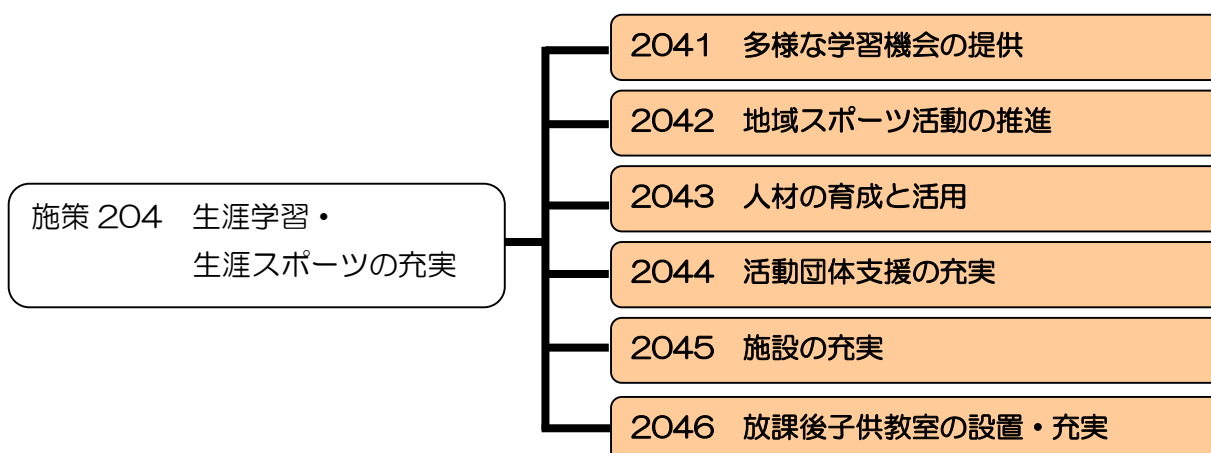 施策 204 生涯学習・
生涯スポーツの充実
2041 多様な学習機会の提供
2042 地域スポーツ活動の推進
2043 人材の育成と活用
2044 活動団体支援の充実
2045 施設の充実
2046 放課後子供教室の設置・充実